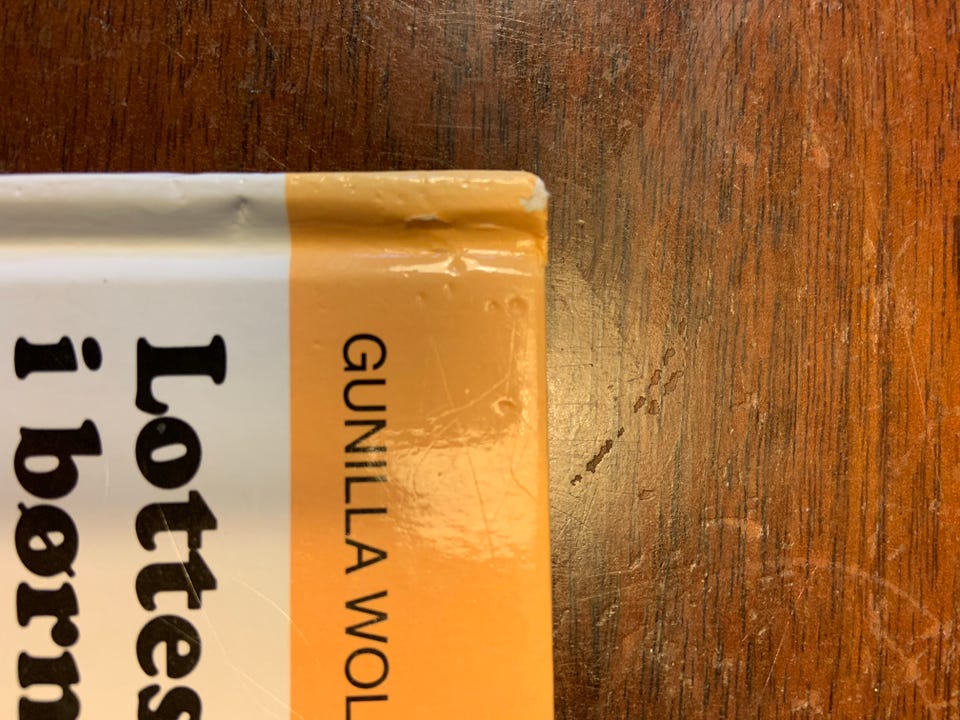 GUNILLA WOL
Lottes
i børn